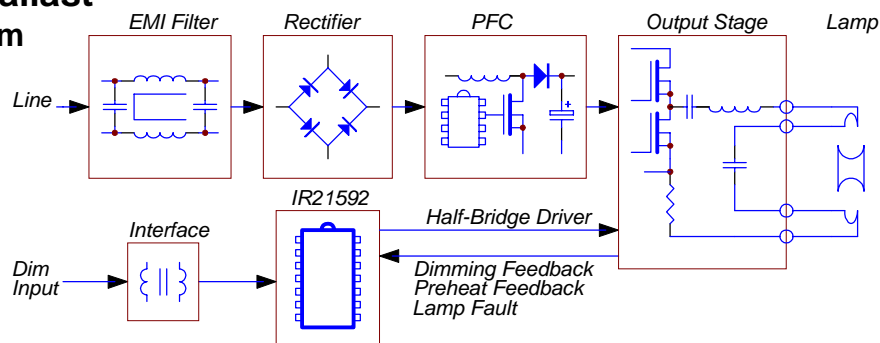 EMI Filter
Rectifier
PFC
Output Stage
Lamp
Line
+
IR21592
Interface
Half-Bridge Driver
Dim
Input
Dimming Feedback
Preheat Feedback
Lamp Fault